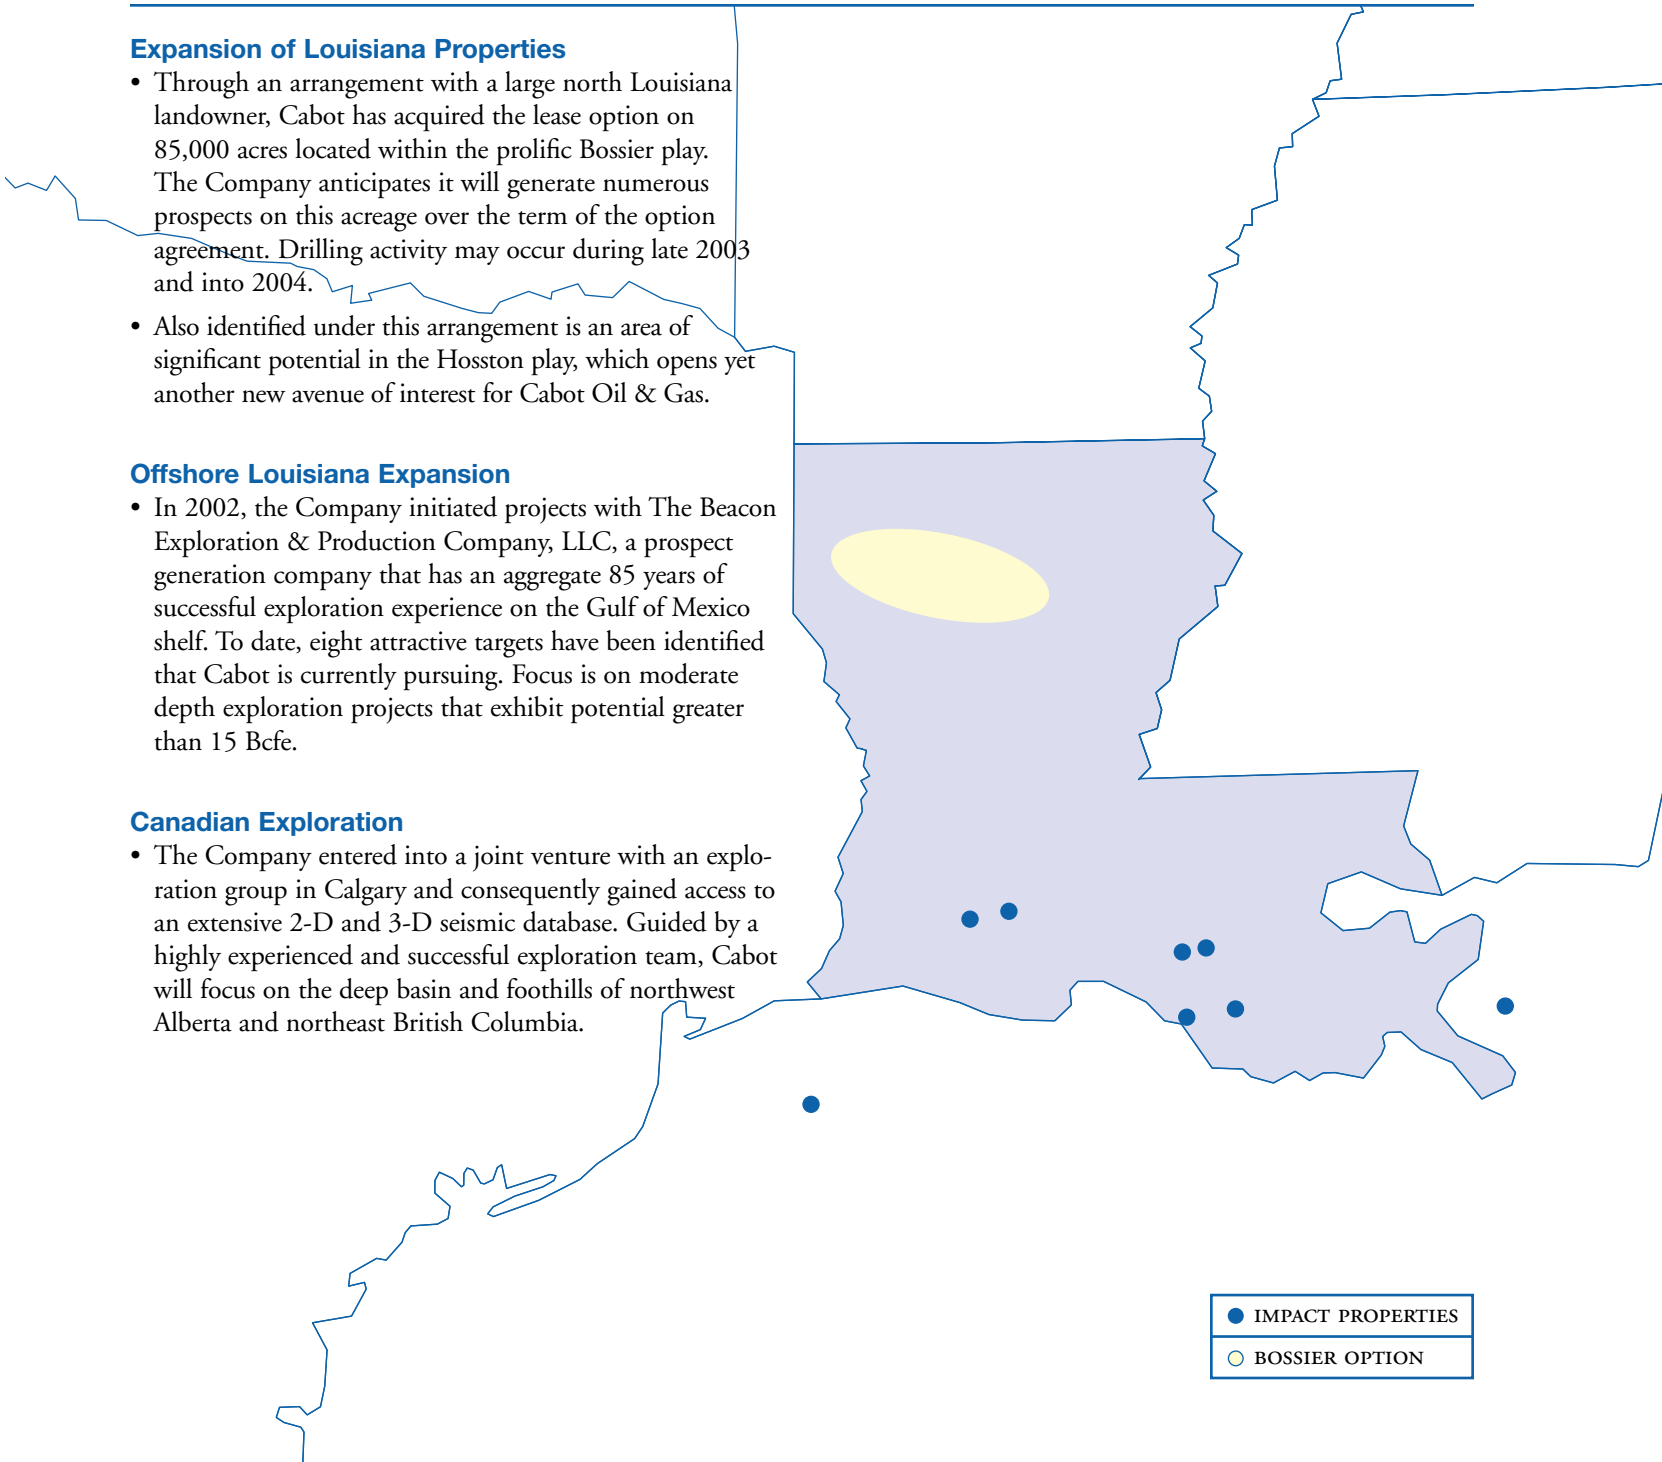 Expansion of Louisiana Properties
• Through an arrangement with a large north Louisiana
landowner, Cabot has acquired the lease option on
85,000 acres located within the prolific Bossier play.
The Company anticipates it will generate numerous
prospects on this acreage over the term of the option
agreement. Drilling activity may occur during late 2003
and into 2004.
• Also identified under this arrangement is an area of
significant potential in the Hosston play, which opens yet
another new avenue of interest for Cabot Oil & Gas.
Offshore Louisiana Expansion
• In 2002, the Company initiated projects with The Beacon
Exploration & Production Company, LLC, a prospect
generation company that has an aggregate 85 years of
successful exploration experience on the Gulf of Mexico
shelf. To date, eight attractive targets have been identified
that Cabot is currently pursuing. Focus is on moderate
depth exploration projects that exhibit potential greater
than 15 Bcfe.
Canadian Exploration
• The Company entered into a joint venture with an explo-
ration group in Calgary and consequently gained access to
an extensive 2-D and 3-D seismic database. Guided by a
highly experienced and successful exploration team, Cabot
will focus on the deep basin and foothills of northwest
Alberta and northeast British Columbia.
IMPACT PROPERTIES
BOSSIER OPTION